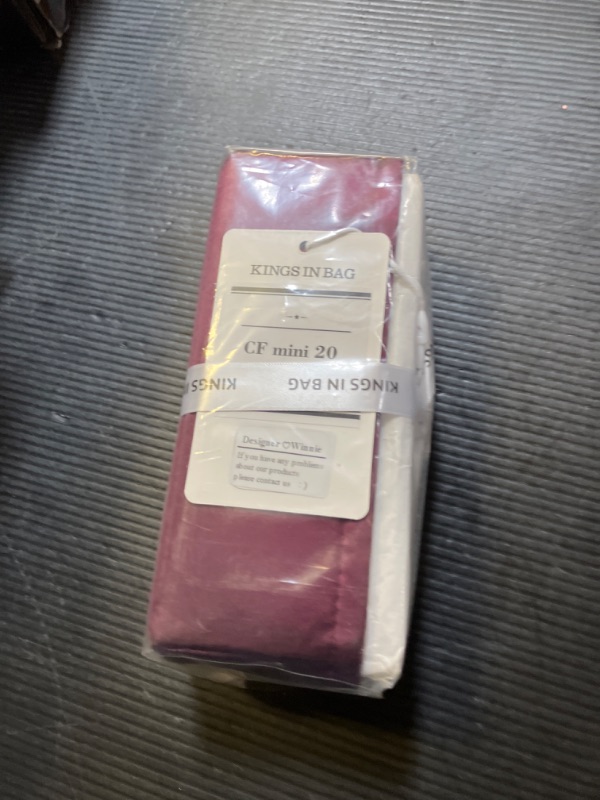 KINGS IN BAG
CF mini 20
KINGS IN BAG KINGS
Designer♡Winnie
If you have any problems
about our products
please contact us :)
S